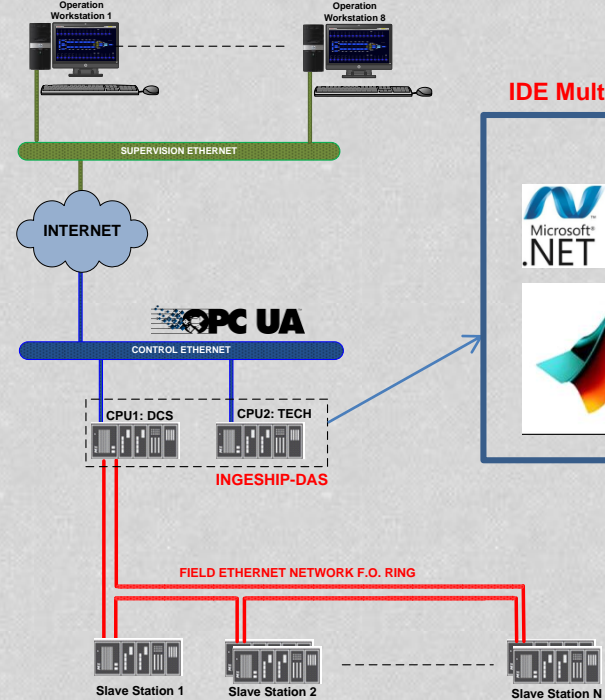 Operation
Workstation 1
Operation
Workstation 8
IDE Mult
SUPERVISION ETHERNET
INTERNET
Microsoft®
.NET
OPC UA
CONTROL ETHERNET
CPU1: DCS
CPU2: TECH
INGESHIP-DAS
FIELD ETHERNET NETWORK F.O. RING
Slave Station 1
Slave Station 2
Slave Station N